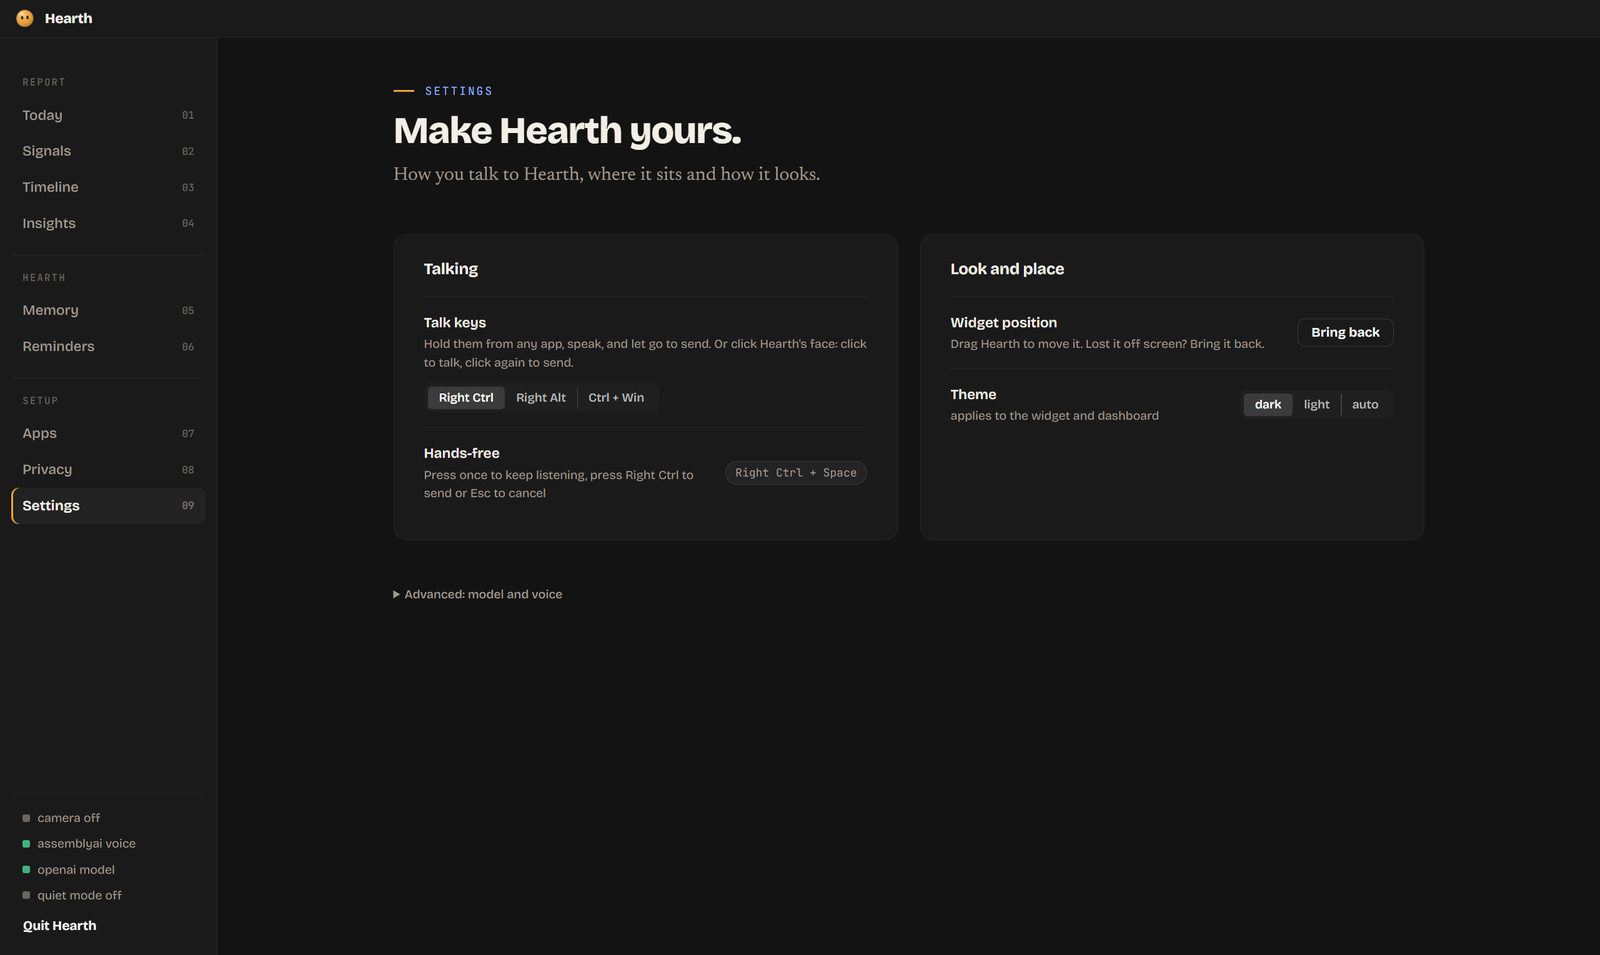 Hearth
REPORT
Today 01
Signals 02
Timeline 03
Insights 04
HEARTH
Memory 05
Reminders 06
SETUP
Apps 07
Privacy 08
Settings 09
camera off
assemblyai voice
openai model
quiet mode off
Quit Hearth
SETTINGS
Make Hearth yours.
How you talk to Hearth, where it sits and how it looks.
Talking
Talk keys
Hold them from any app, speak, and let go to send. Or click Hearth's face: click
to talk, click again to send.
Right Ctrl Right Alt Ctrl + Win
Hands-free
Press once to keep listening, press Right Ctrl to
send or Esc to cancel
Right Ctrl + Space
Look and place
Widget position
Drag Hearth to move it. Lost it off screen? Bring it back.
Bring back
Theme
applies to the widget and dashboard
dark light auto
Advanced: model and voice